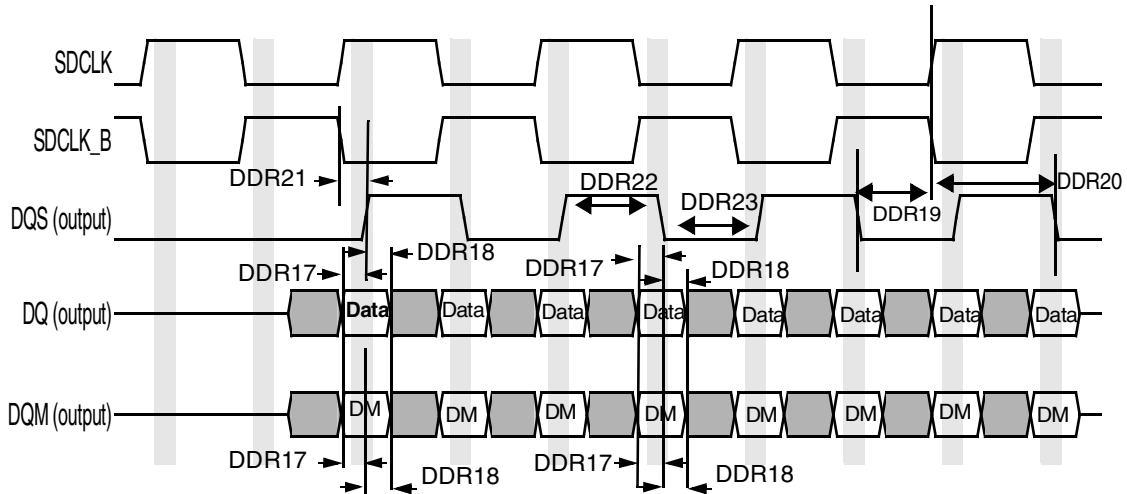 SDCLK
SDCLK_B
DDR21
DDR22
DDR20
DDR23
DDR19
DQS (output)
DDR18
DDR17
DDR17
DDR18
DQ (output)
Data
Data
Data
Data
Data
Data
Data
Data
DQM (output)
DM
DM
DM
DM
DM
DM
DM
DM
DDR17
DDR18
DDR17
DDR18